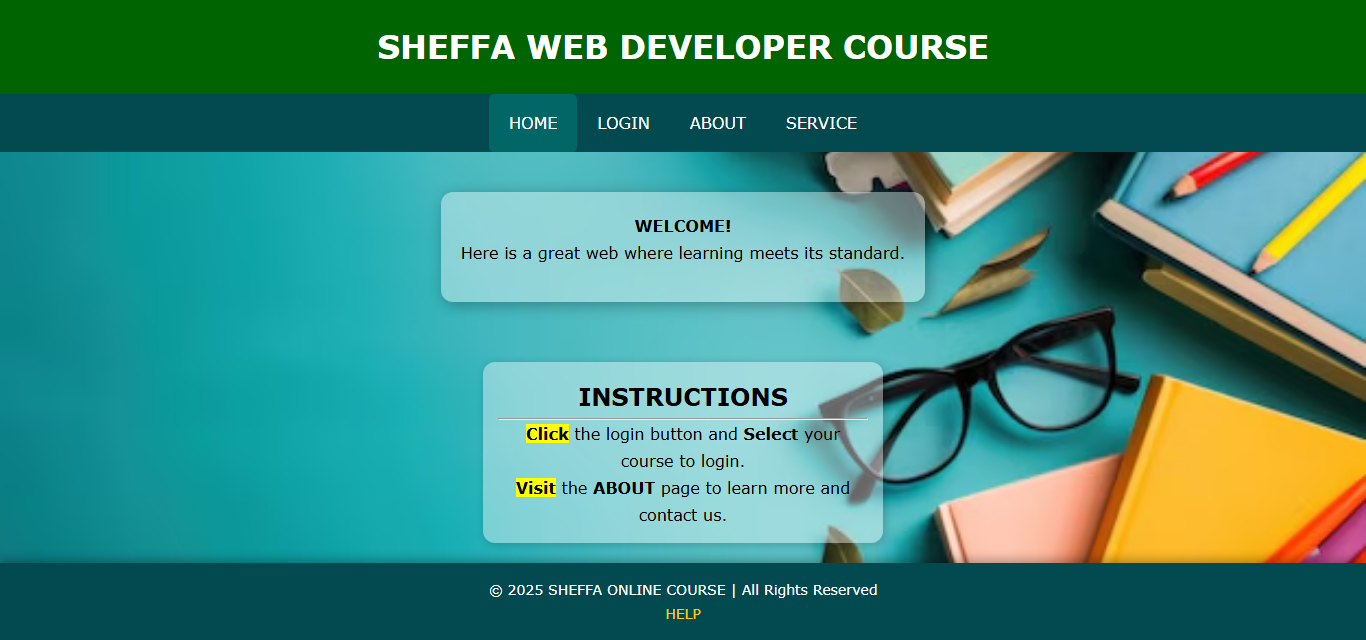 SHEFFA WEB DEVELOPER COURSE
HOME LOGIN ABOUT SERVICE
WELCOME!
Here is a great web where learning meets its standard.
INSTRUCTIONS
Click the login button and Select your
course to login.
Visit the ABOUT page to learn more and
contact us.
© 2025 SHEFFA ONLINE COURSE | All Rights Reserved
HELP